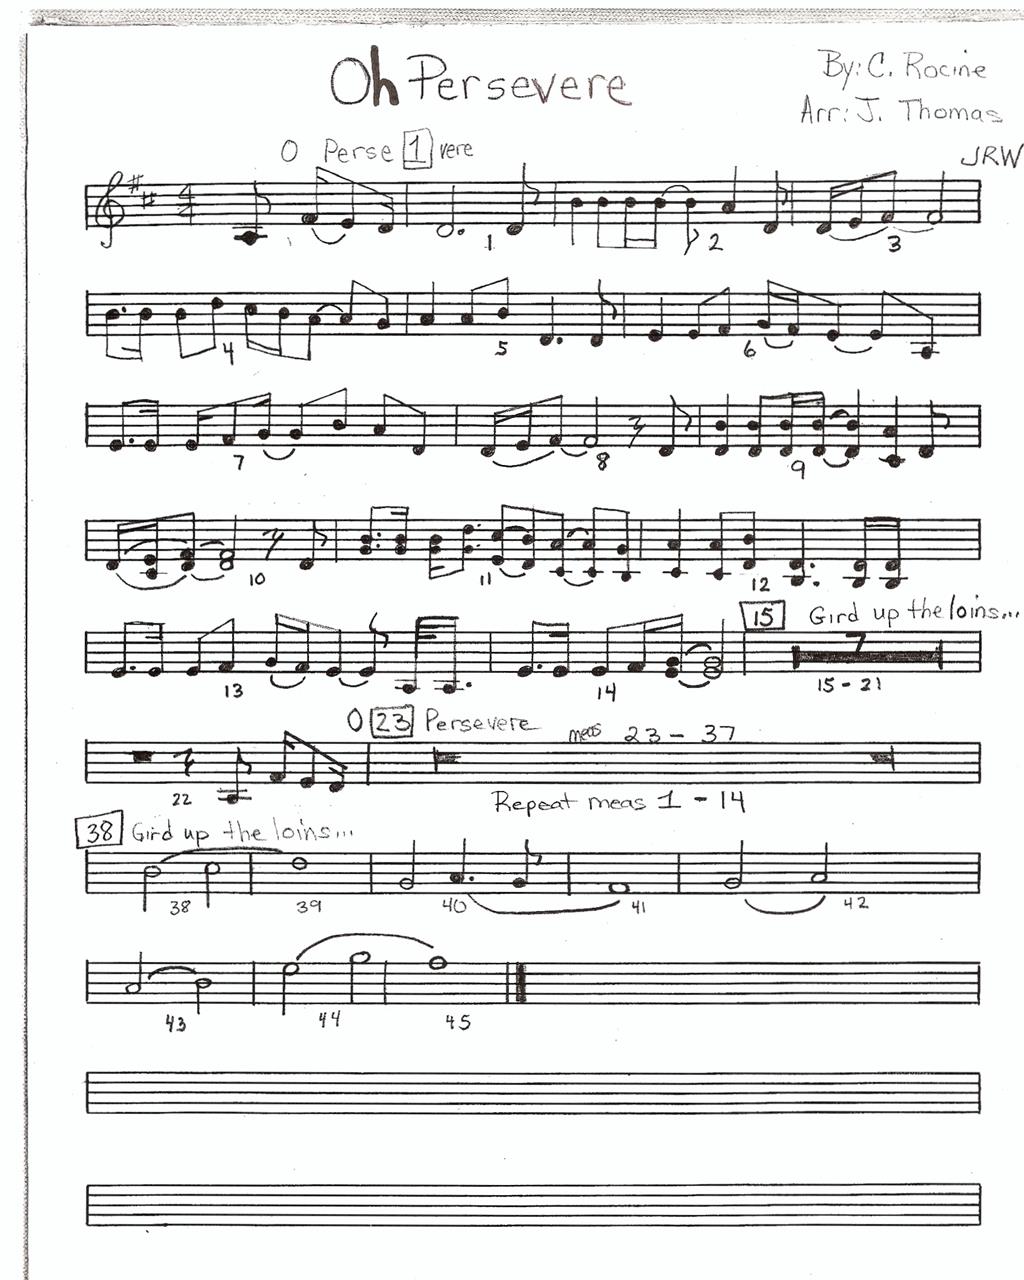 Oh Persevere
By: C. Rocine
Arr: J. Thomas
JRW
O Perse 1 vere
4
4
1 2 3
4 5 6
7 8 9
10 11 12
15 Gird up the loins...
7
13 14 15-21
O 23 Persevere meas 23 - 37
22 Repeat meas 1 - 14
38 Gird up the loins...
38 39 40 41 42
43 44 45